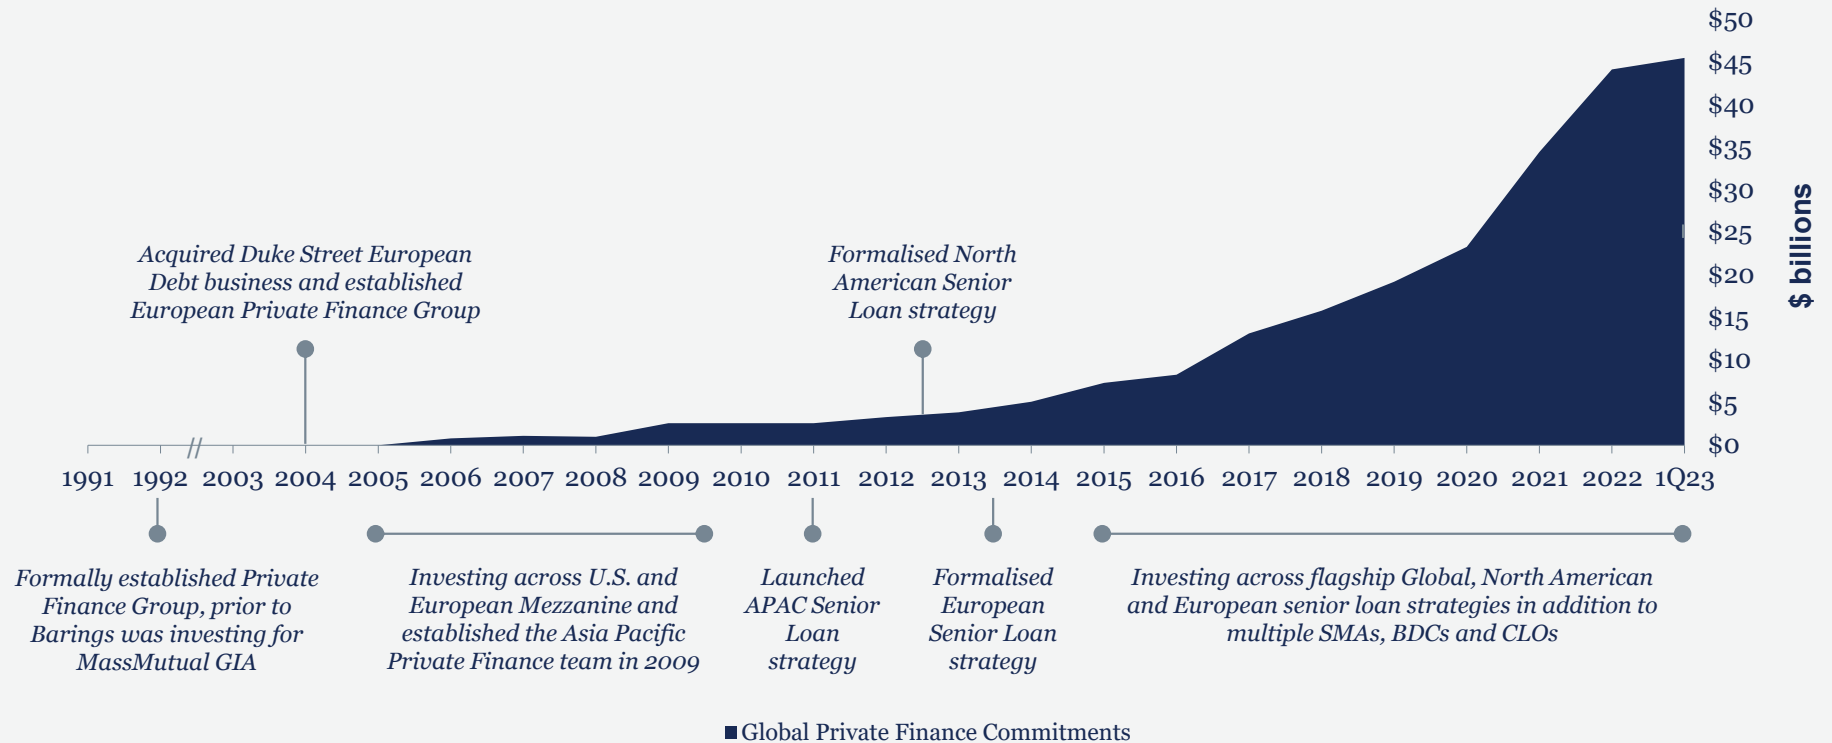 $50
$45
$40
$35
$30
$25
$20
$15
$10
$5
$0
$ billions
Acquired Duke Street European
Debt business and established
European Private Finance Group
Formalised North
American Senior
Loan strategy
1991 1992 2003 2004 2005 2006 2007 2008 2009 2010 2011 2012 2013 2014 2015 2016 2017 2018 2019 2020 2021 2022 1Q23
Formally established Private
Finance Group, prior to
Barings was investing for
MassMutual GIA
Investing across U.S. and
European Mezzanine and
established the Asia Pacific
Private Finance team in 2009
Launched
APAC Senior
Loan
strategy
Formalised
European
Senior Loan
strategy
Investing across flagship Global, North American
and European senior loan strategies in addition to
multiple SMAs, BDCs and CLOs
Global Private Finance Commitments